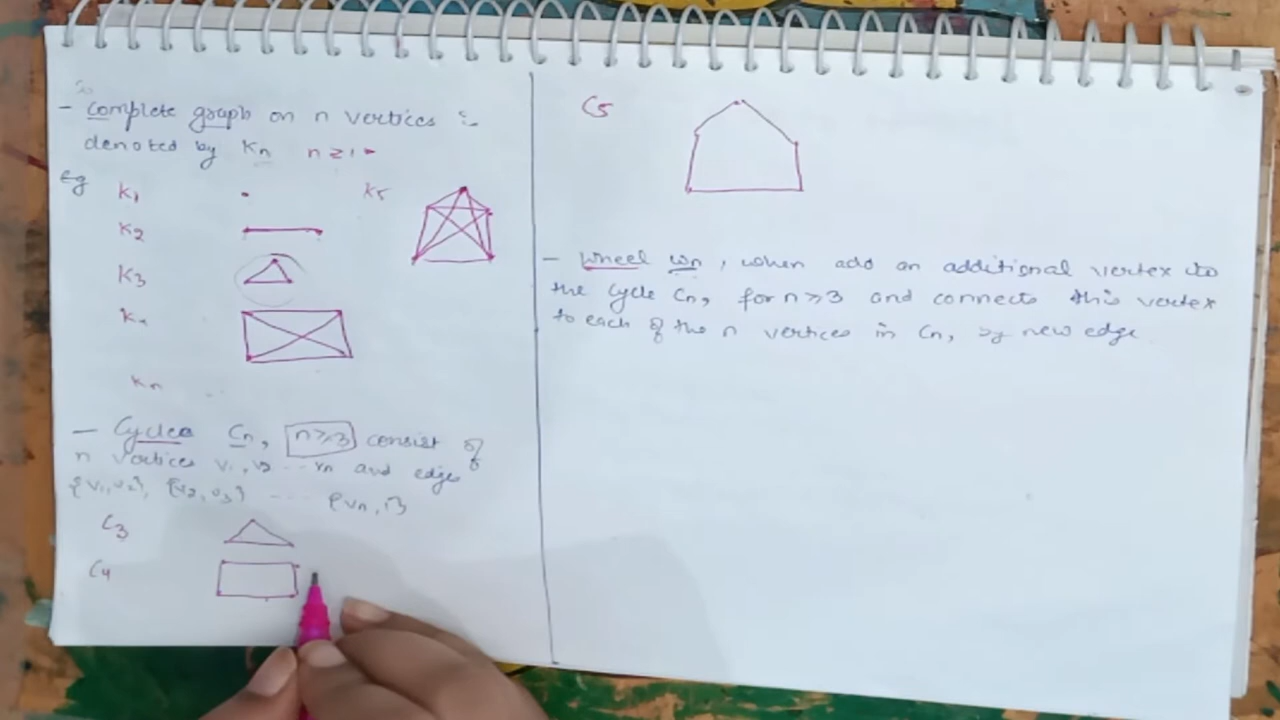 - Complete graph on n vertices :-
denoted by Kn n ≥ 1
Eg
K1
K5
K2
K3
K4
Kn
- Cycles Cn, n ≥ 3 consist of
n vertices v1, v2 ... vn and edges
{v1, v2}, {v2, v3} .... {vn, 1}
C3
C4
C5
- Wheel Wn, when add an additional vertex to
the cycle Cn, for n ≥ 3 and connects this vertex
to each of the n vertices in Cn, by new edge